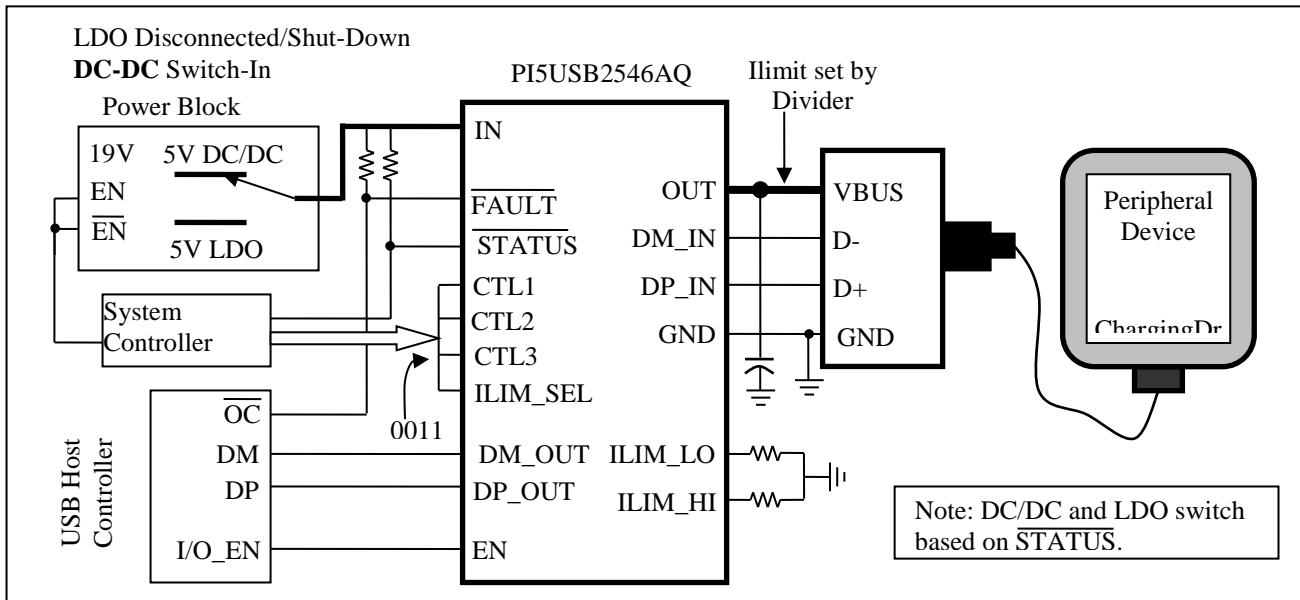 LDO Disconnected/Shut-Down
DC-DC Switch-In
Power Block
19V
5V DC/DC
EN
EN
5V LDO
System
Controller
USB Host
Controller
OC
DM
DP
I/O_EN
0011
PI5USB2546AQ
IN
FAULT
STATUS
CTL1
CTL2
CTL3
ILIM_SEL
DM_OUT
DP_OUT
EN
OUT
DM_IN
DP_IN
GND
ILIM_LO
ILIM_HI
Ilimit set by
Divider
VBUS
D-
D+
GND
Peripheral
Device
ChargingDr
Note: DC/DC and LDO switch
based on STATUS.